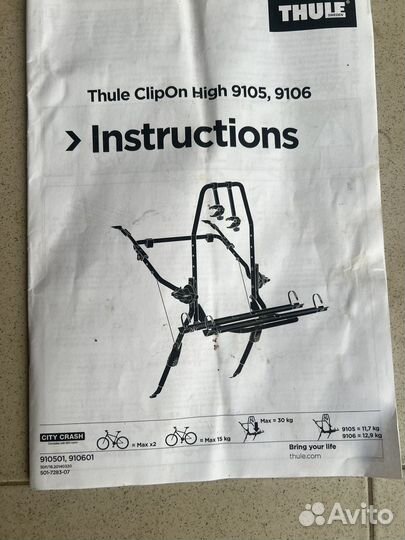 THULE
SWEDEN
Thule ClipOn High 9105, 9106
> Instructions
CITY CRASH
= Max x2
= Max 15 kg
Max = 30 kg
9105 = 11,7 kg
9106 = 12,9 kg
910501, 910601
501-7283-07
Bring your life
thule.com
Avito